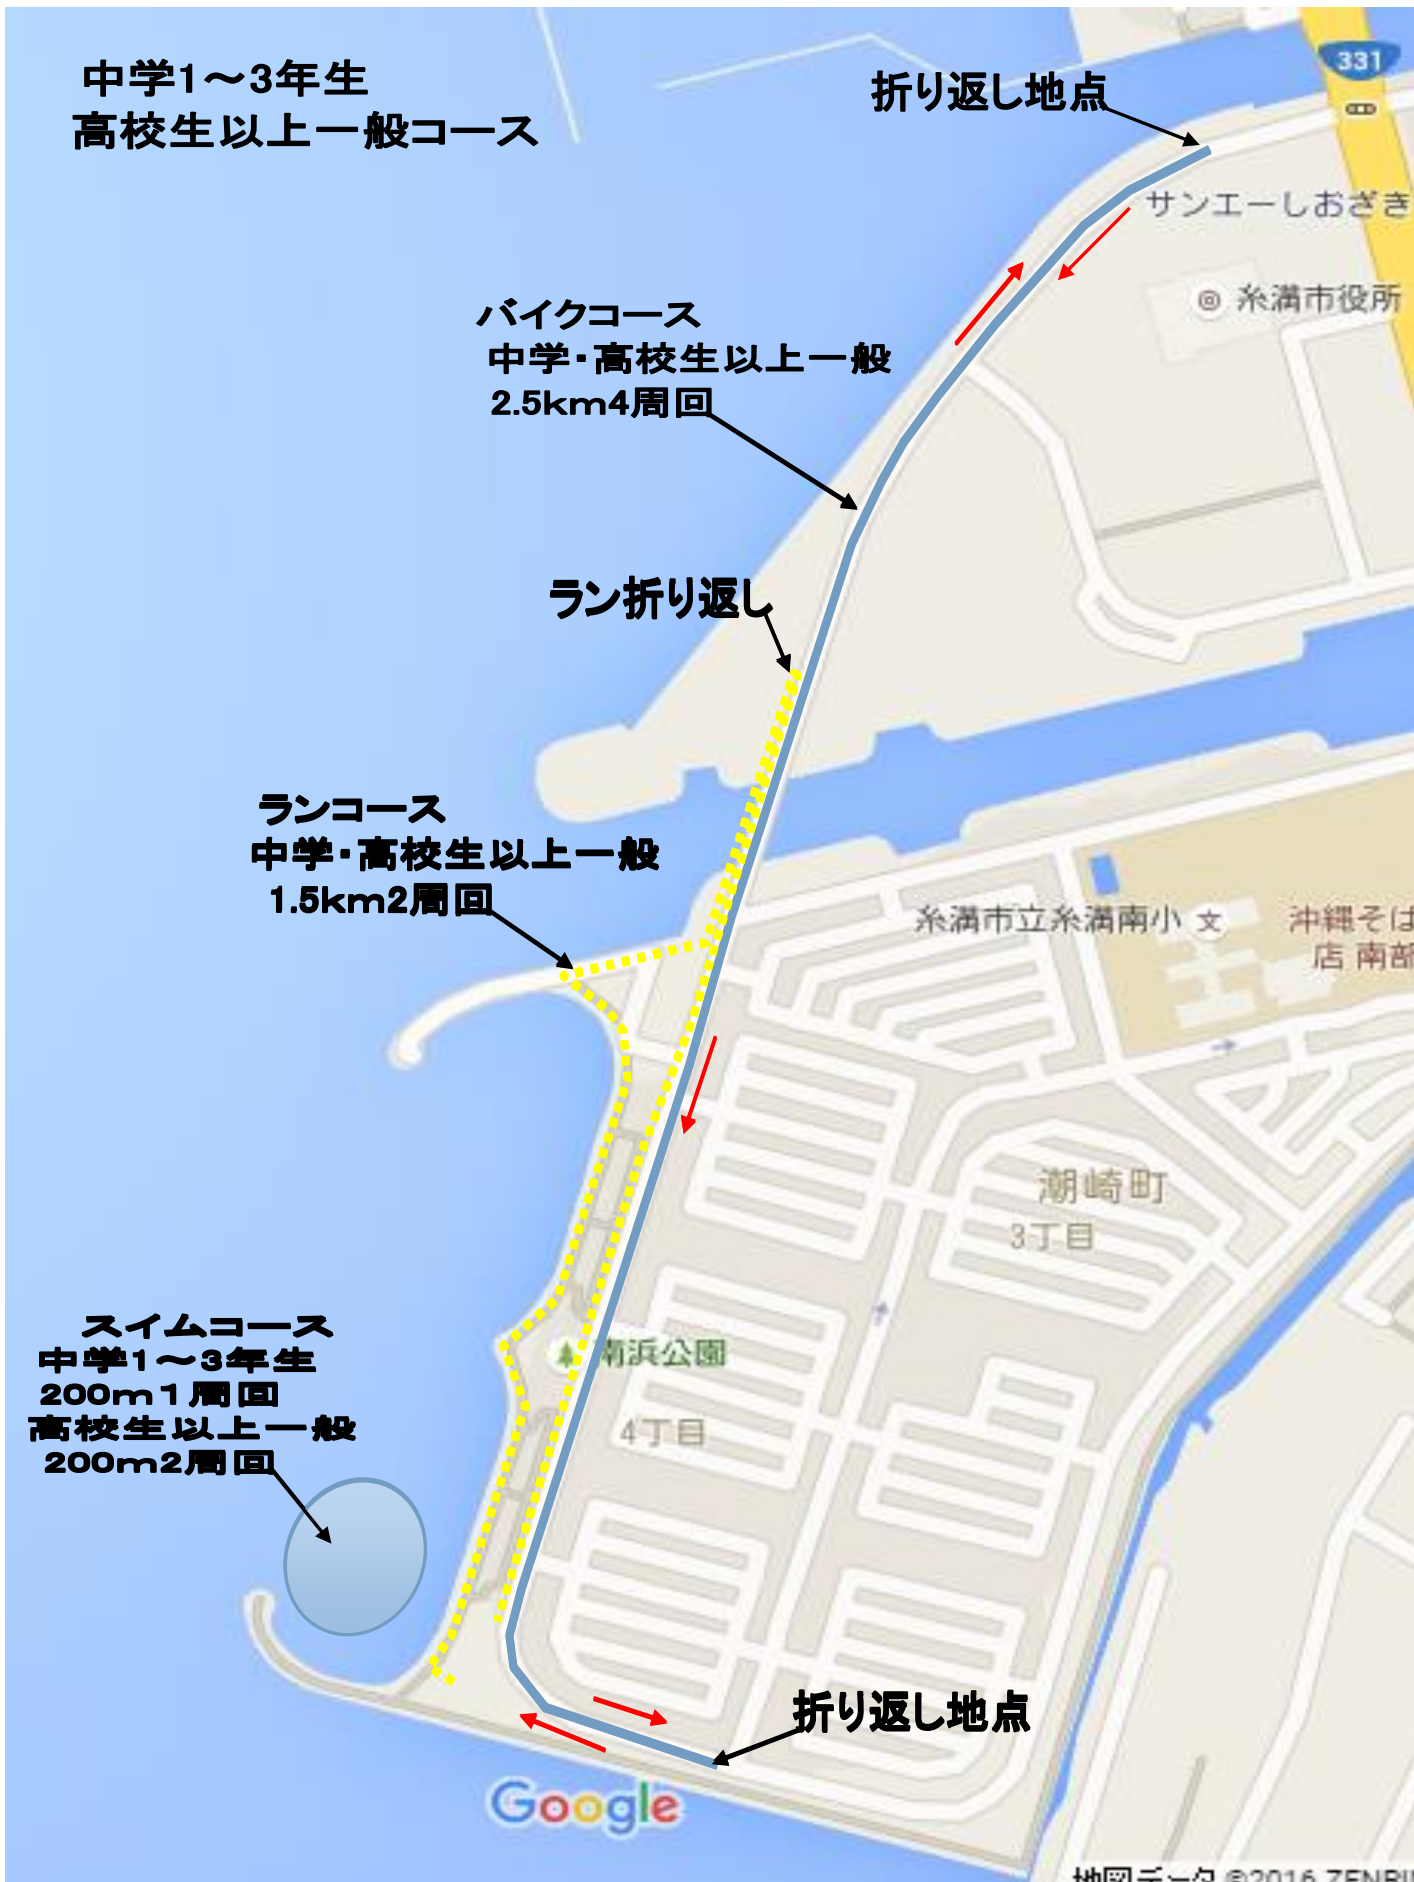 中学1～3年生
高校生以上一般コース
折り返し地点
331
サンエーしおざき
糸満市役所
バイクコース
中学・高校生以上一般
2.5km4周回
ラン折り返し
ランコース
中学・高校生以上一般
1.5km2周回
糸満市立糸満南小 文
沖縄そば
店 南部
潮崎町
3丁目
南浜公園
4丁目
スイムコース
中学1～3年生
200m1周回
高校生以上一般
200m2周回
折り返し地点
Google
地図データ ©2016 ZENRI